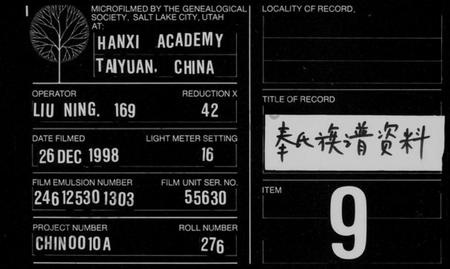 MICROFILMED BY THE GENEALOGICAL
SOCIETY, SALT LAKE CITY, UTAH
AT:
HANXI ACADEMY
TAIYUAN, CHINA
OPERATOR REDUCTION X
LIU NING. 169 42
DATE FILMED LIGHT METER SETTING
26 DEC 1998 16
FILM EMULSION NUMBER FILM UNIT SER. NO.
246 12530 1303 55630
PROJECT NUMBER ROLL NUMBER
CHIN0010A 276
LOCALITY OF RECORD,
TITLE OF RECORD
奉氏族谱资料
ITEM
9